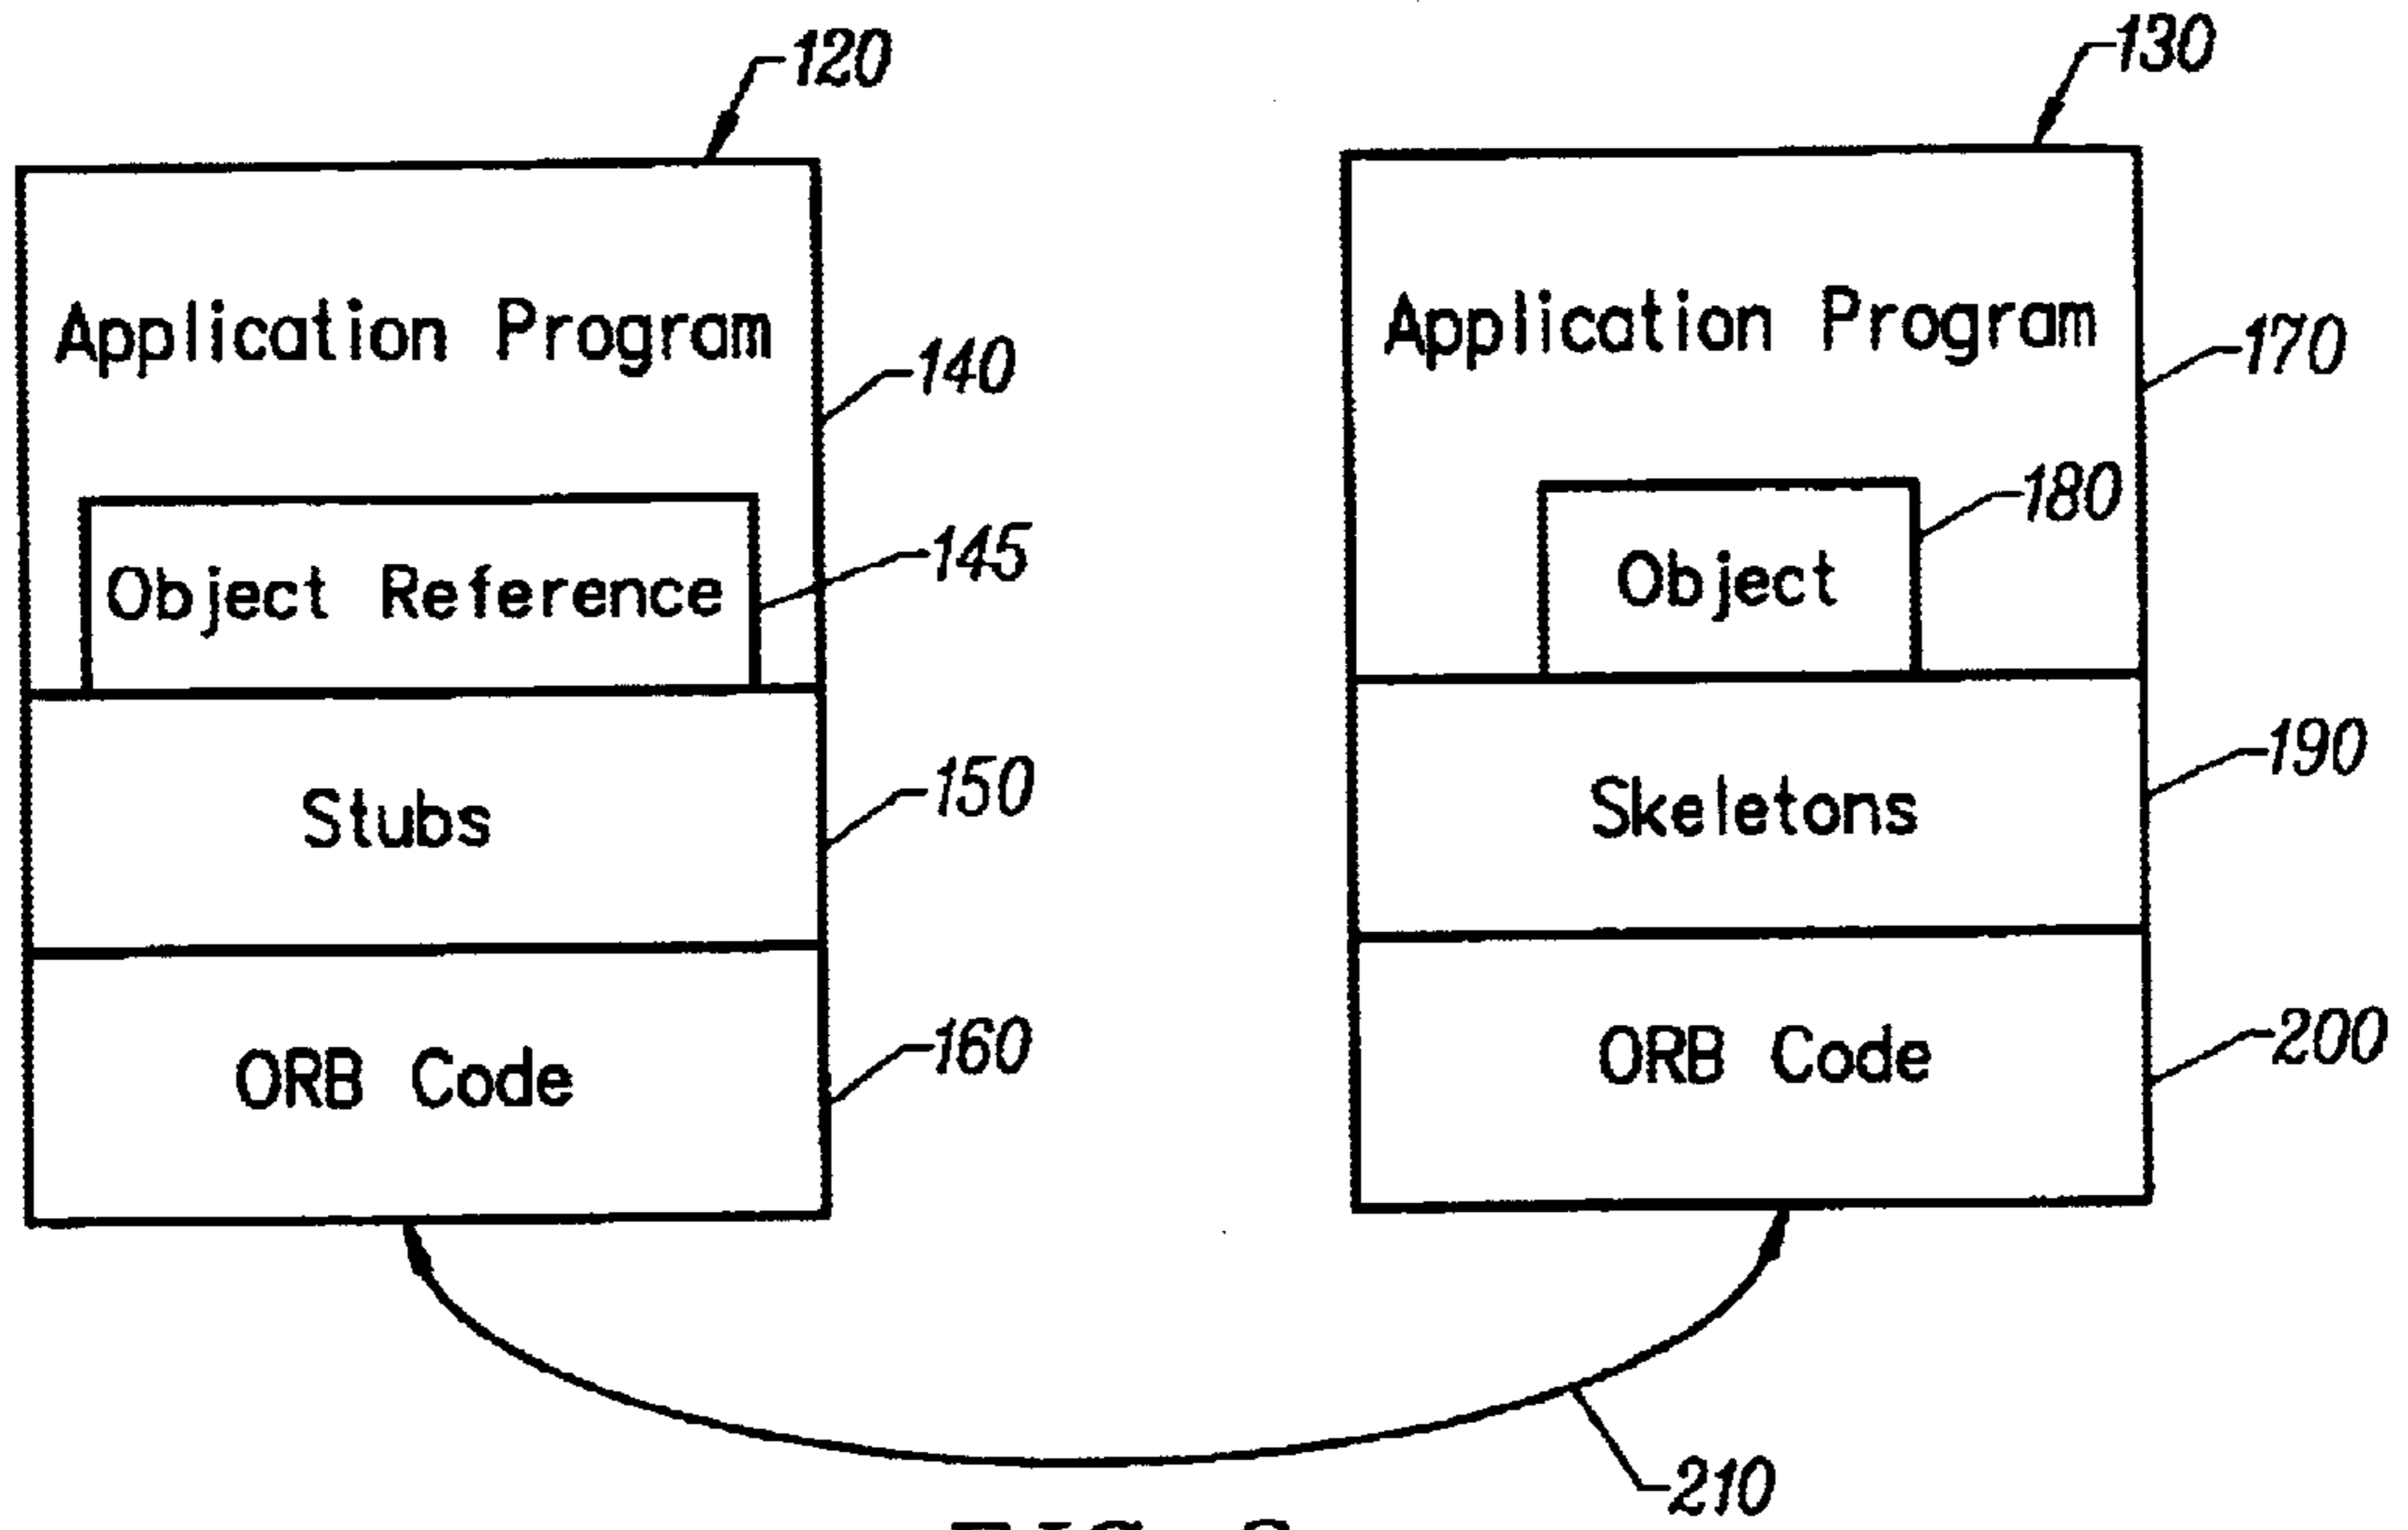 120
130
Application Program
140
Application Program
170
Object Reference
145
Object
180
Stubs
150
Skeletons
190
ORB Code
160
ORB Code
200
210